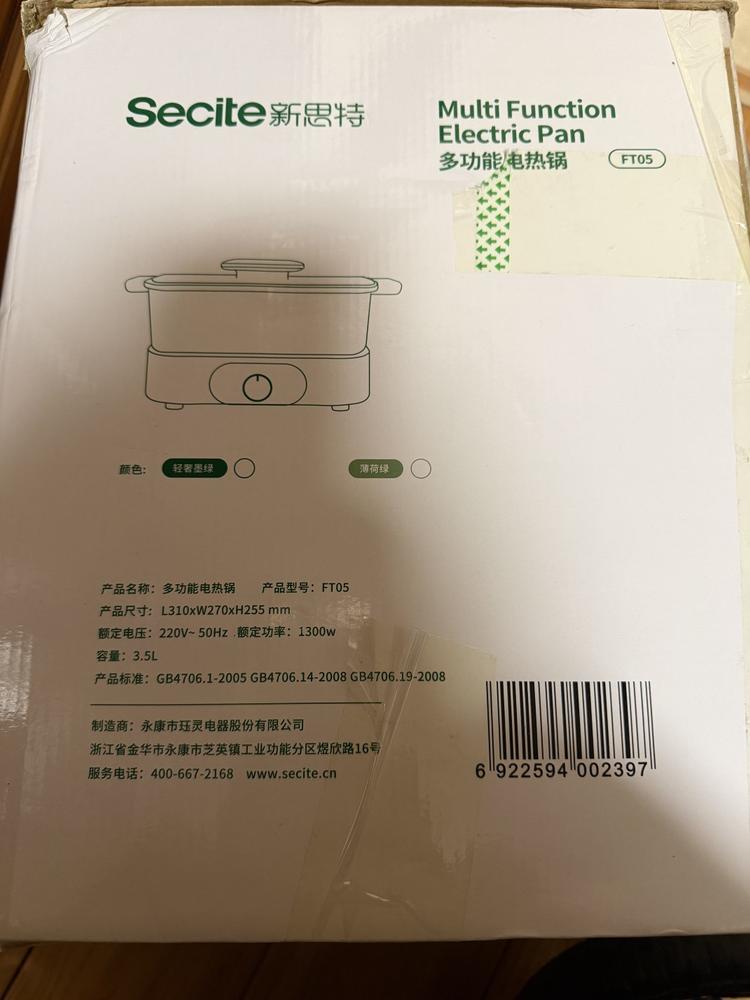 Secite新思特
Multi Function
Electric Pan
多功能电热锅 FT05
颜色: 轻奢墨绿 薄荷绿
产品名称：多功能电热锅 产品型号：FT05
产品尺寸: L310xW270xH255 mm
额定电压：220V~ 50Hz 额定功率：1300w
容量：3.5L
产品标准：GB4706.1-2005 GB4706.14-2008 GB4706.19-2008
制造商：永康市珏灵电器股份有限公司
浙江省金华市永康市芝英镇工业功能分区煜欣路16号
服务电话：400-667-2168 www.secite.cn
6 922594 002397